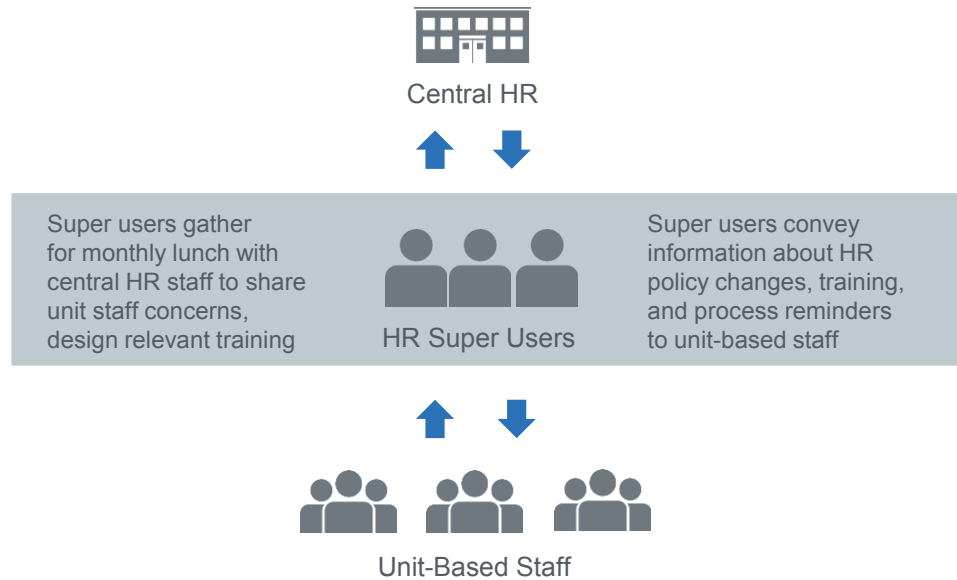 Central HR
Super users gather
for monthly lunch with
central HR staff to share
unit staff concerns,
design relevant training
HR Super Users
Super users convey
information about HR
policy changes, training,
and process reminders
to unit-based staff
Unit-Based Staff